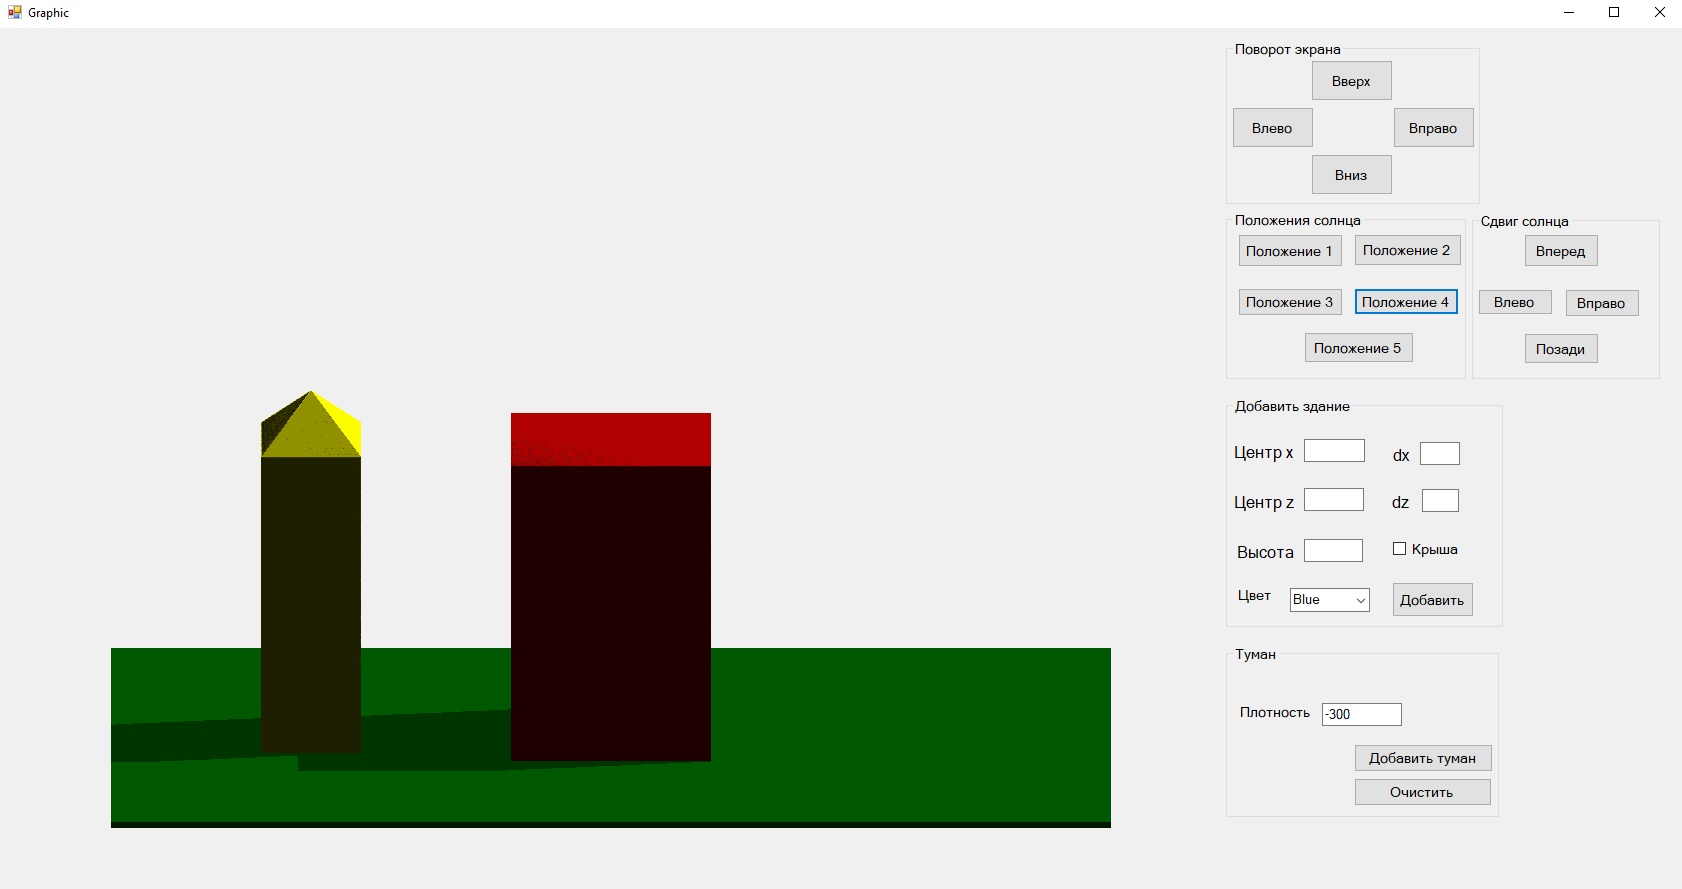 Graphic
Поворот экрана
Вверх
Влево
Вправо
Вниз
Положения солнца
Положение 1
Положение 2
Положение 3
Положение 4
Положение 5
Сдвиг солнца
Вперед
Влево
Вправо
Позади
Добавить здание
Центр x
dx
Центр z
dz
Высота
Крыша
Цвет
Blue
Добавить
Туман
Плотность
-300
Добавить туман
Очистить